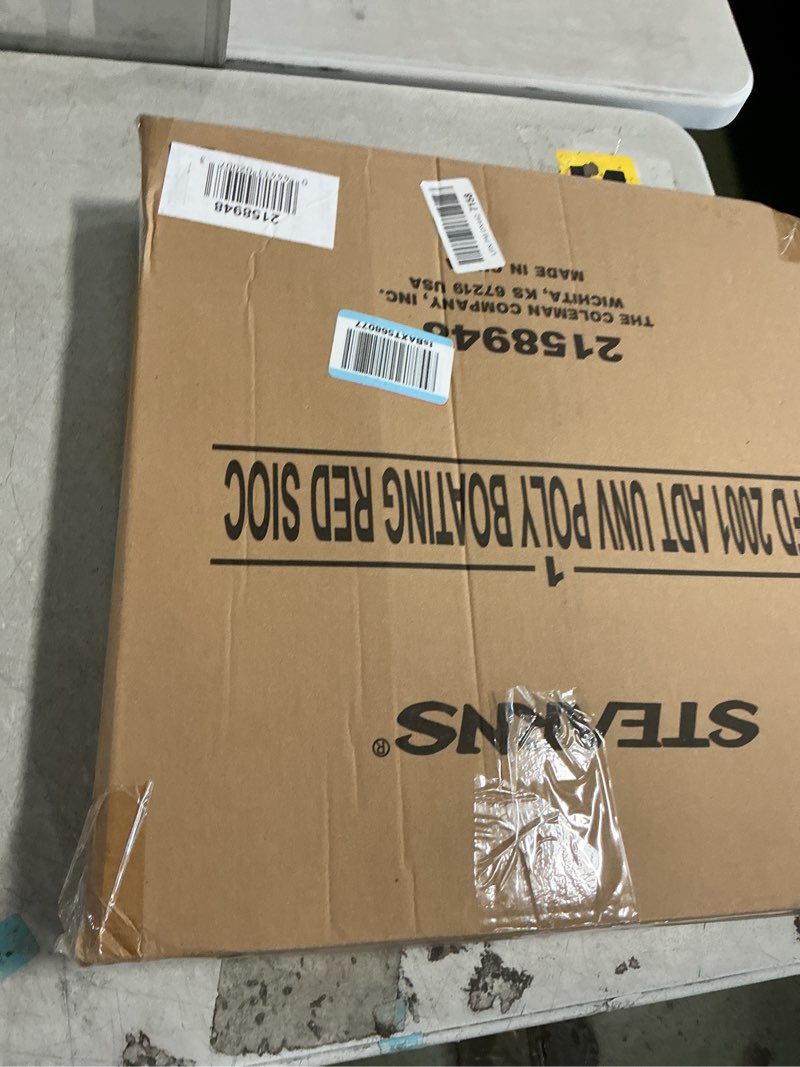 STEARNS®
1
FD 2001 ADT UNV POLY BOATING RED SIOC
2158948
THE COLEMAN COMPANY, INC.
WICHITA, KS 67219 USA
MADE IN
tsBAXT568077
2158948